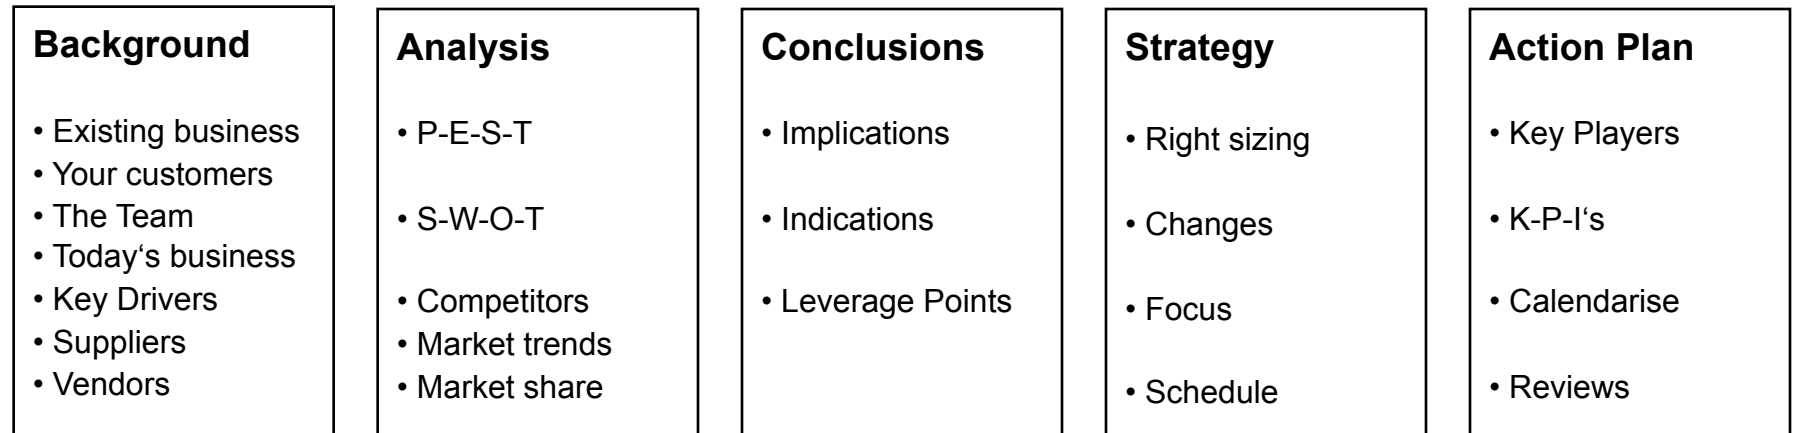 Background
• Existing business
• Your customers
• The Team
• Today‘s business
• Key Drivers
• Suppliers
• Vendors
Analysis
• P-E-S-T
• S-W-O-T
• Competitors
• Market trends
• Market share
Conclusions
• Implications
• Indications
• Leverage Points
Strategy
• Right sizing
• Changes
• Focus
• Schedule
Action Plan
• Key Players
• K-P-I‘s
• Calendarise
• Reviews